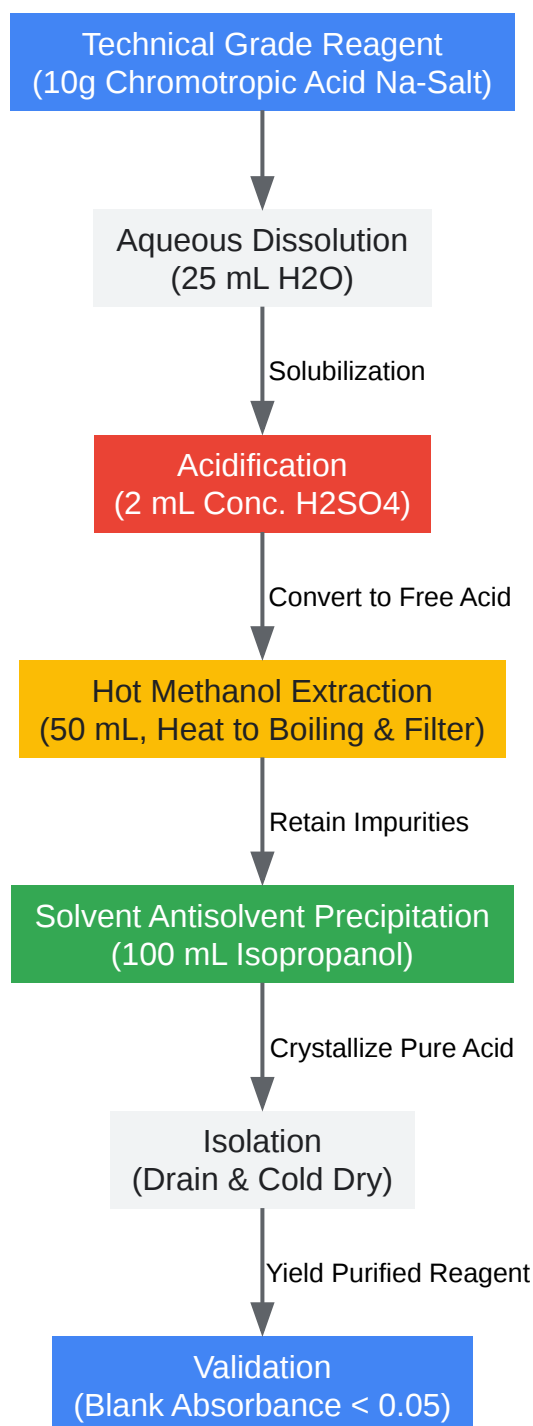 Technical Grade Reagent
(10g Chromotropic Acid Na-Salt)
Aqueous Dissolution
(25 mL H2O)
Solubilization
Acidification
(2 mL Conc. H2SO4)
Convert to Free Acid
Hot Methanol Extraction
(50 mL, Heat to Boiling & Filter)
Retain Impurities
Solvent Antisolvent Precipitation
(100 mL Isopropanol)
Crystallize Pure Acid
Isolation
(Drain & Cold Dry)
Yield Purified Reagent
Validation
(Blank Absorbance < 0.05)